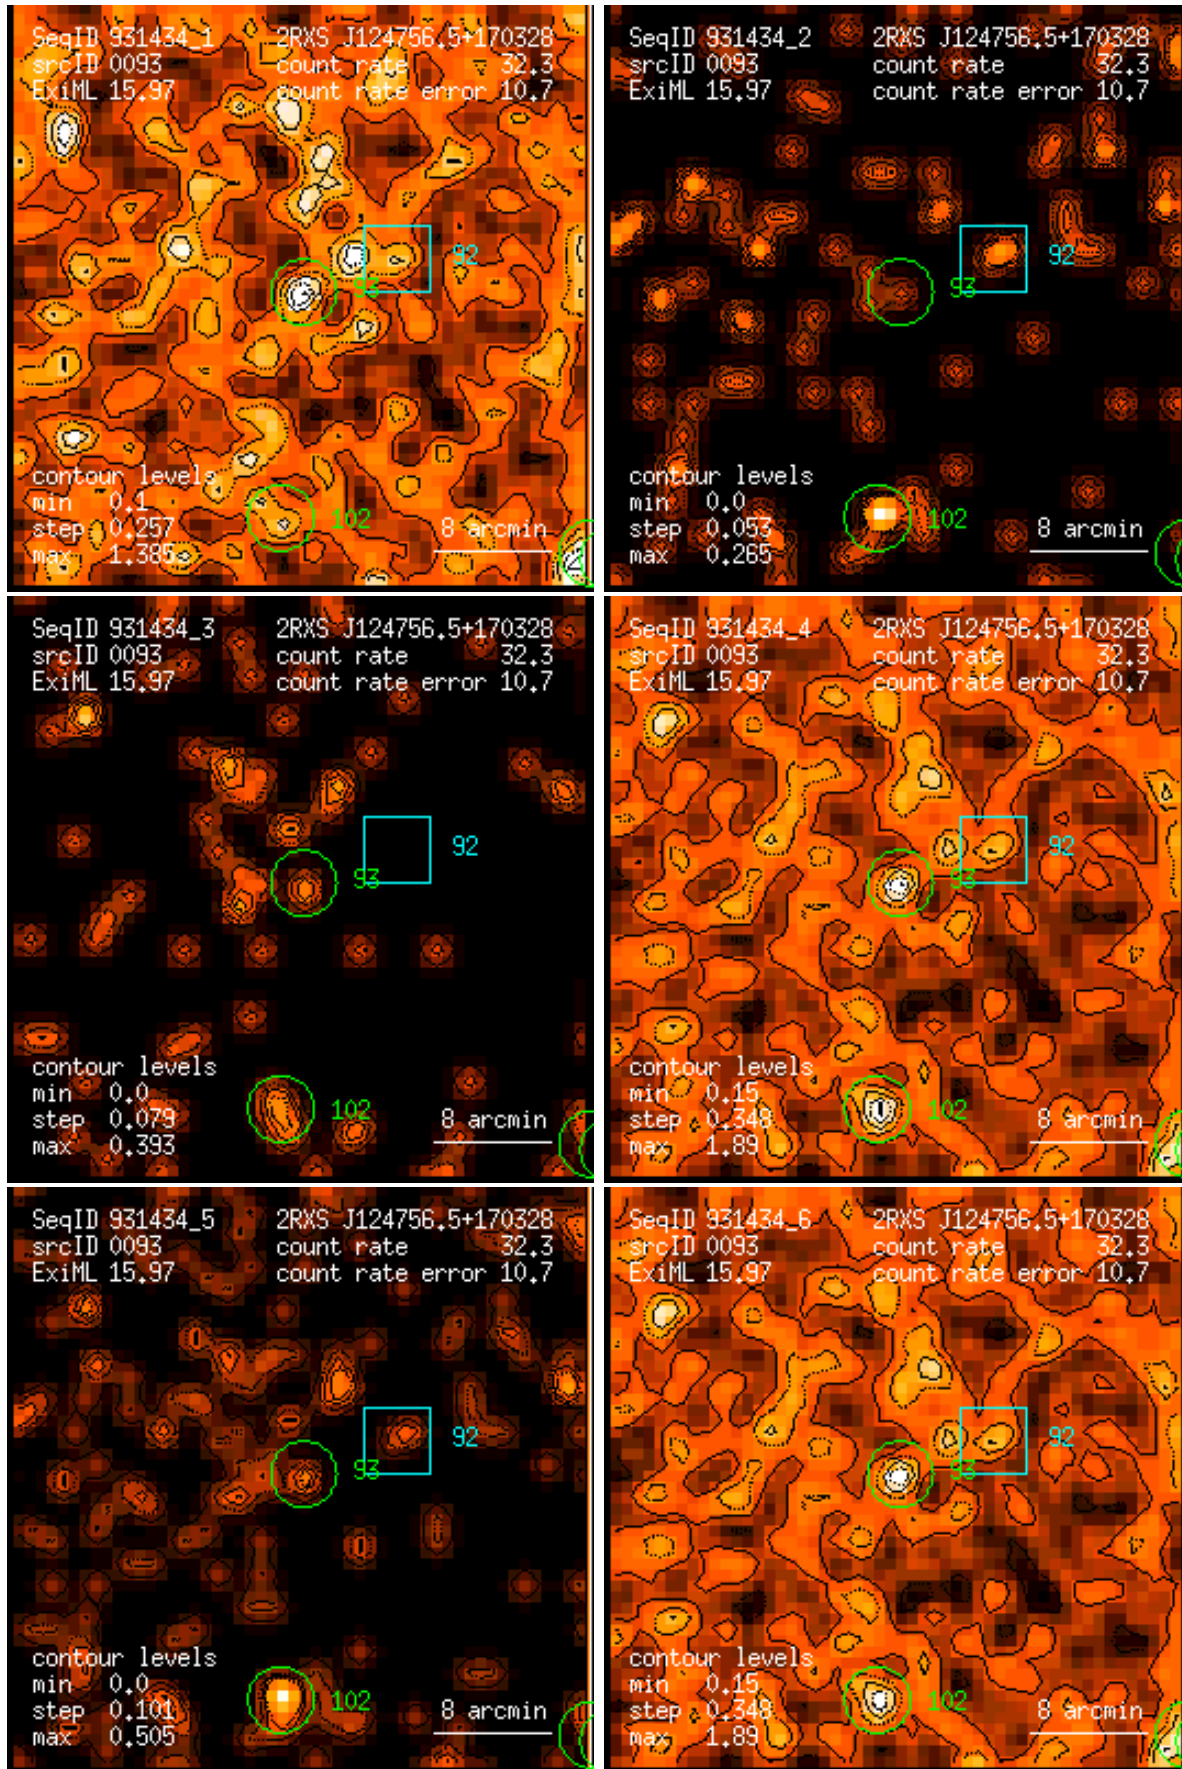 SeqID 931434_1 2RXS J124756.5+170328
srcID 0093 count rate 32.3
ExiML 15.97 count rate error 10.7
92
93
contour levels
min 0.1
step 0.257
max 1.385
102
8 arcmin
SeqID 931434_2 2RXS J124756.5+170328
srcID 0093 count rate 32.3
ExiML 15.97 count rate error 10.7
92
93
contour levels
min 0.0
step 0.053
max 0.265
102
8 arcmin
SeqID 931434_3 2RXS J124756.5+170328
srcID 0093 count rate 32.3
ExiML 15.97 count rate error 10.7
92
93
contour levels
min 0.0
step 0.079
max 0.393
102
8 arcmin
SeqID 931434_4 2RXS J124756.5+170328
srcID 0093 count rate 32.3
ExiML 15.97 count rate error 10.7
92
93
contour levels
min 0.15
step 0.348
max 1.89
102
8 arcmin
SeqID 931434_5 2RXS J124756.5+170328
srcID 0093 count rate 32.3
ExiML 15.97 count rate error 10.7
92
93
contour levels
min 0.0
step 0.101
max 0.505
102
8 arcmin
SeqID 931434_6 2RXS J124756.5+170328
srcID 0093 count rate 32.3
ExiML 15.97 count rate error 10.7
92
93
contour levels
min 0.15
step 0.348
max 1.89
102
8 arcmin